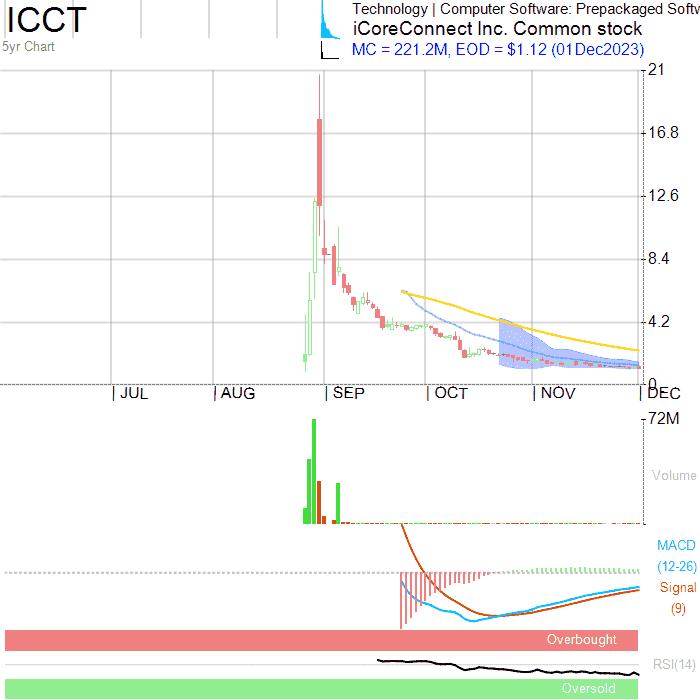 ICCT
5yr Chart
Technology | Computer Software: Prepackaged Softw
iCoreConnect Inc. Common stock
MC = 221.2M, EOD = $1.12 (01Dec2023)
21
16.8
12.6
8.4
4.2
0
| JUL | AUG | SEP | OCT | NOV | DEC
72M
Volume
MACD
(12-26)
Signal
(9)
Overbought
RSI(14)
Oversold